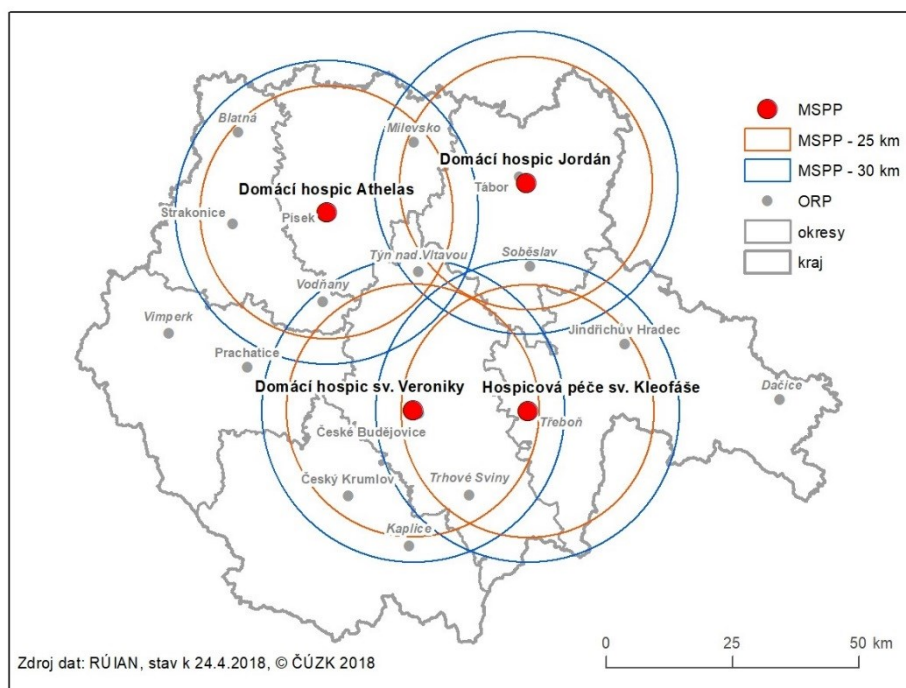 Blatná
Milevsko
Domácí hospic Jordán
Tábor
Domácí hospic Athelas
Strakonice
Písek
Týn nad Vltavou
Soběslav
Vodňany
Vimperk
Jindřichův Hradec
Prachatice
Domácí hospic sv. Veroniky
Hospicová péče sv. Kleofáše
Dačice
České Budějovice
Třeboň
Český Krumlov
Trhové Sviny
Kaplice
MSPP
MSPP - 25 km
MSPP - 30 km
ORP
okresy
kraj
Zdroj dat: RÚIAN, stav k 24.4.2018, © ČÚZK 2018
0 25 50 km